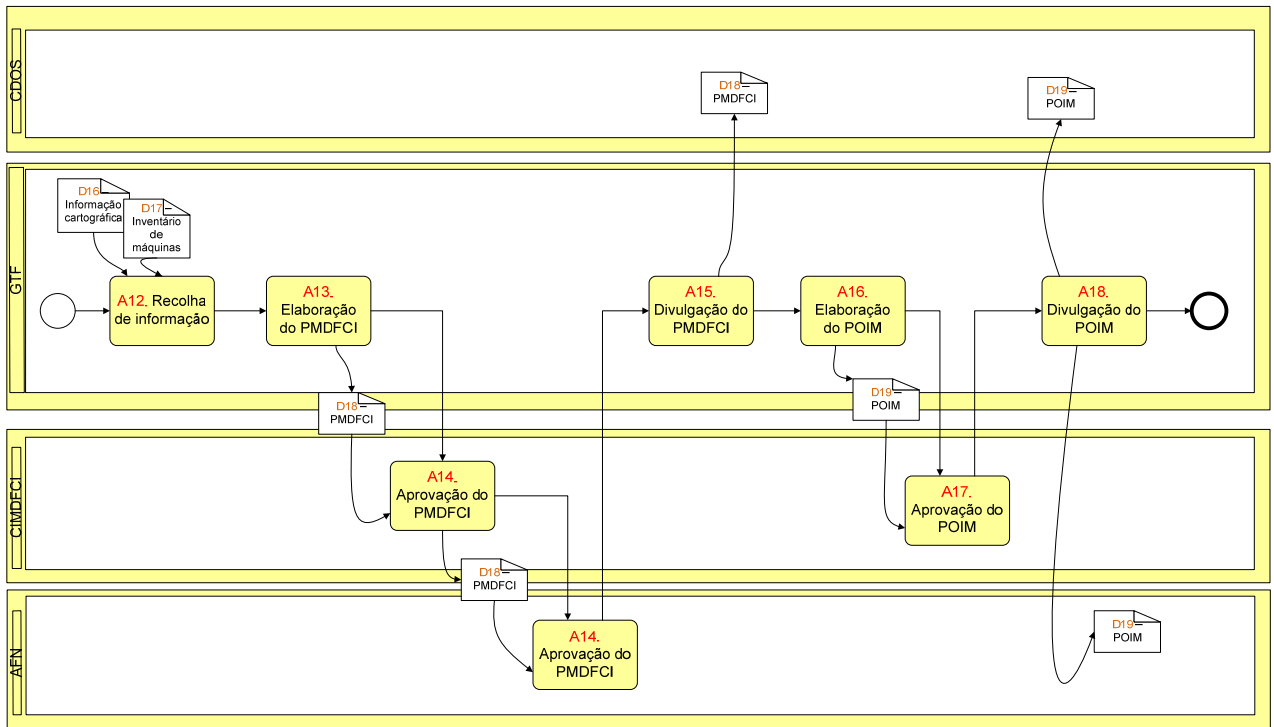 CDOS
D18–
PMDFCI
D19–
POIM
GTF
D16–
Informação
cartográfica
D17–
Inventário
de
máquinas
A12. Recolha
de informação
A13.
Elaboração
do PMDFCI
A15.
Divulgação do
PMDFCI
A16.
Elaboração
do POIM
A18.
Divulgação do
POIM
D18–
PMDFCI
D19–
POIM
CIMDFCI
A14.
Aprovação do
PMDFCI
A17.
Aprovação do
POIM
D18–
PMDFCI
AFN
A14.
Aprovação do
PMDFCI
D19–
POIM